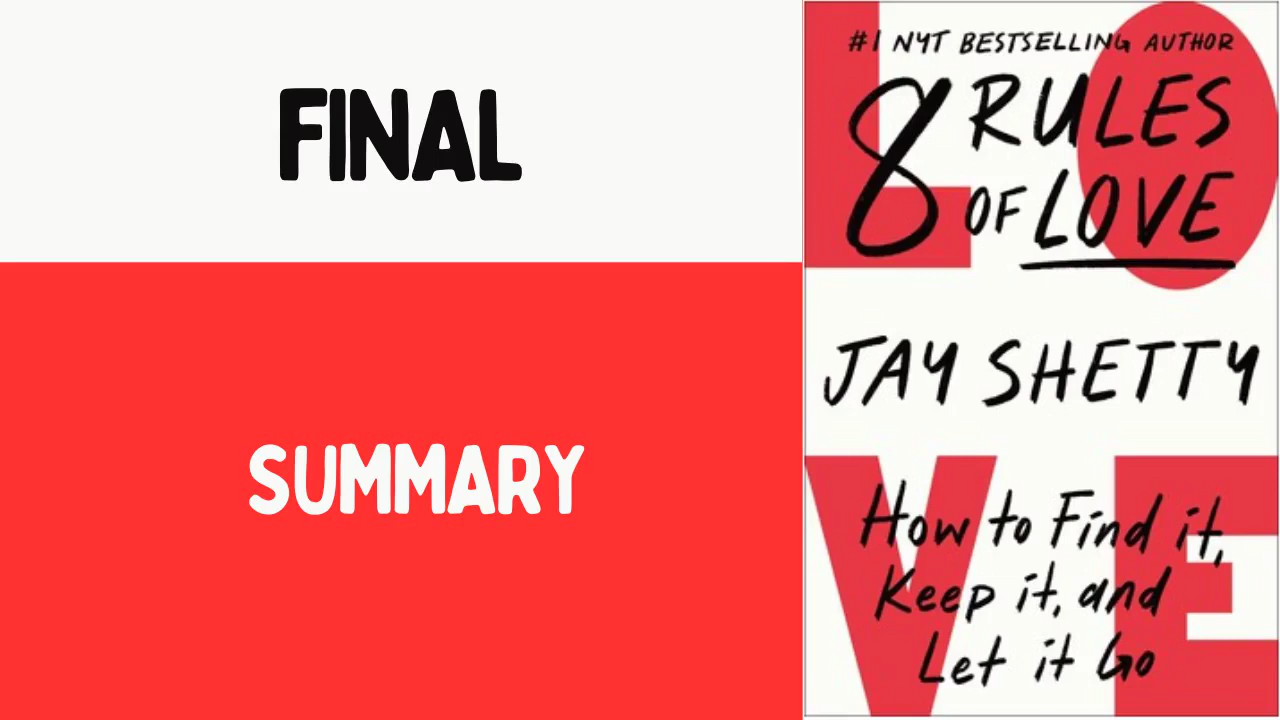 FINAL
SUMMARY
#1 NYT BESTSELLING AUTHOR
8 RULES
OF LOVE
JAY SHETTY
How to Find it,
Keep it, and
Let it Go
LOVE